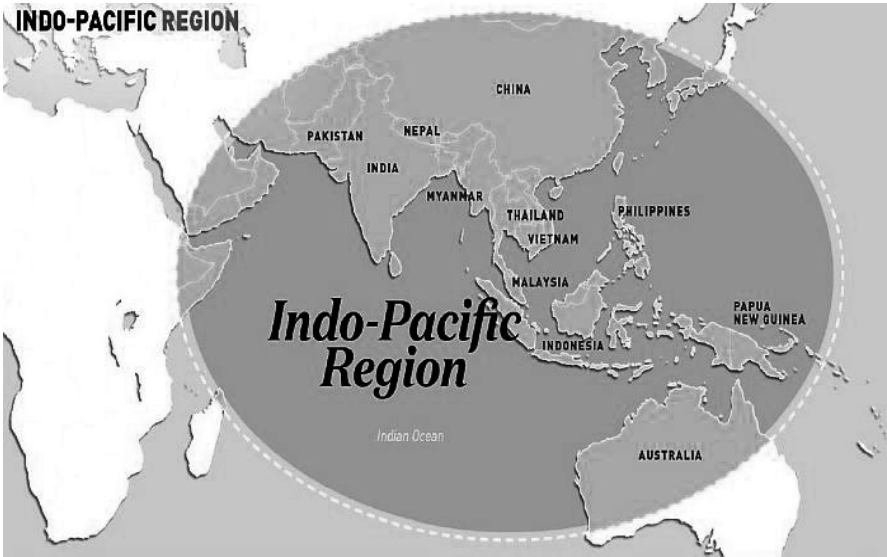 INDO-PACIFIC REGION
CHINA
PAKISTAN
NEPAL
INDIA
MYANMAR
THAILAND
VIETNAM
PHILIPPINES
MALAYSIA
Indo-Pacific
Region
INDONESIA
PAPUA
NEW GUINEA
Indian Ocean
AUSTRALIA